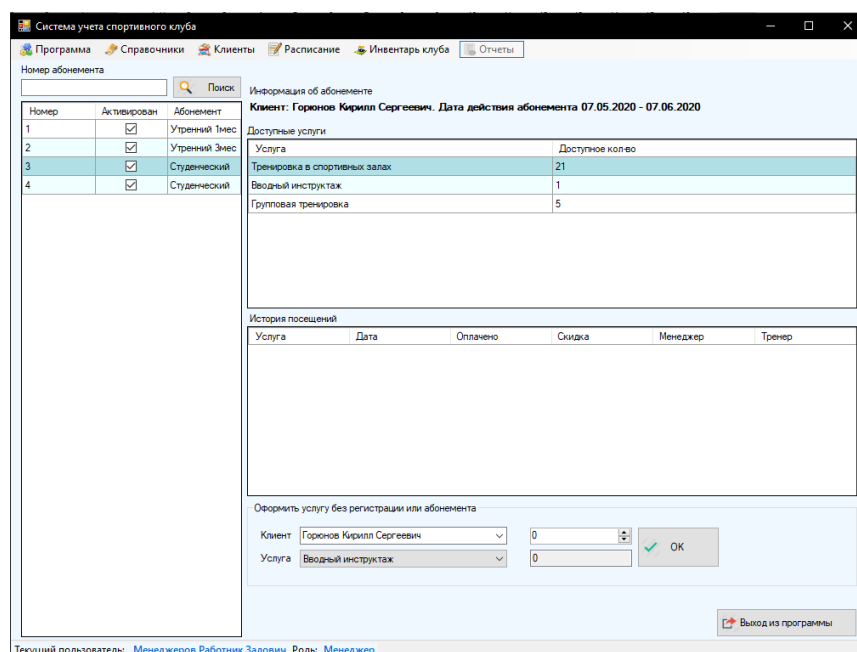 Система учета спортивного клуба
Программа Справочники Клиенты Расписание Инвентарь клуба Отчеты
Номер абонемента
Поиск
Номер Активирован Абонемент
1 Утренний 1мес
2 Утренний 3мес
3 Студенческий
4 Студенческий
Информация об абонементе
Клиент: Горюнов Кирилл Сергеевич. Дата действия абонемента 07.05.2020 - 07.06.2020
Доступные услуги
Услуга Доступное кол-во
Тренировка в спортивных залах 21
Вводный инструктаж 1
Групповая тренировка 5
История посещений
Услуга Дата Оплачено Скидка Менеджер Тренер
Оформить услугу без регистрации или абонемента
Клиент Горюнов Кирилл Сергеевич 0
Услуга Вводный инструктаж 0
OK
Выход из программы
Текущий пользователь: Менеджеров Работник Задович Роль: Менеджер